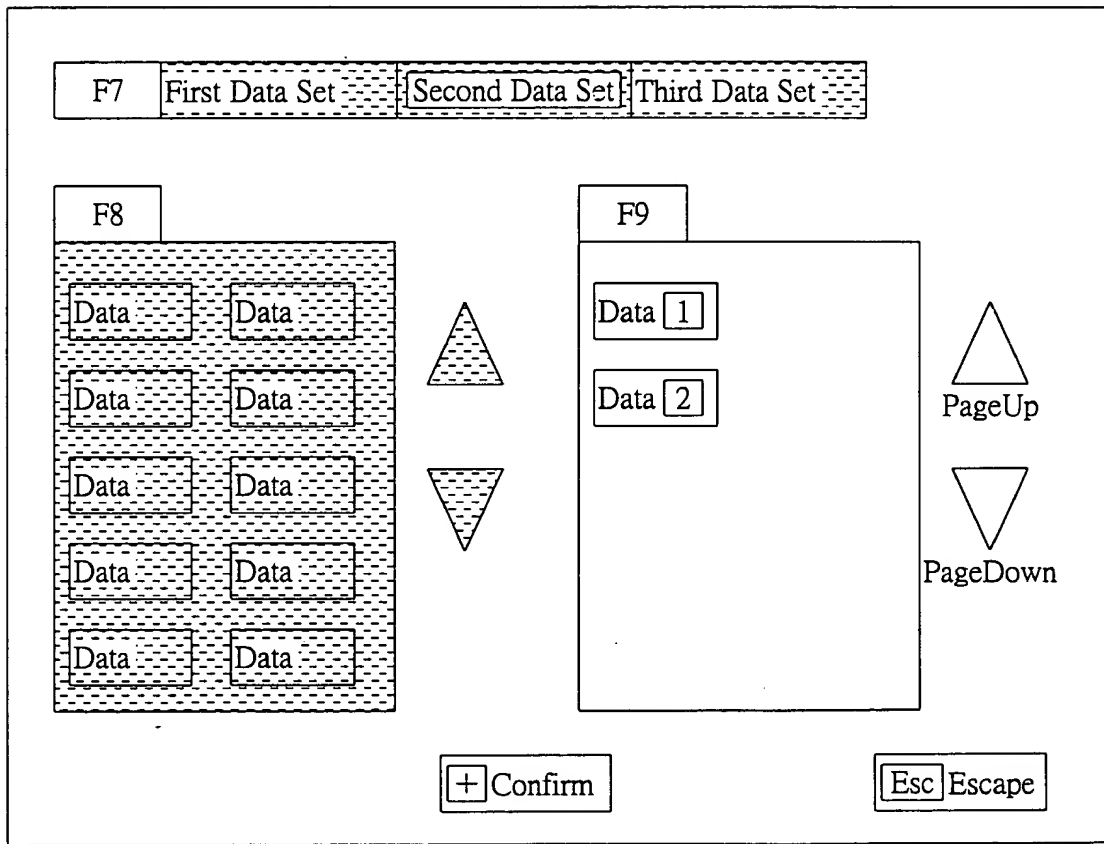 F7 First Data Set Second Data Set Third Data Set
F8 F9
Data Data Data 1
Data Data Data 2
PageUp
Data Data
Data Data
PageDown
Data Data
+ Confirm Esc Escape